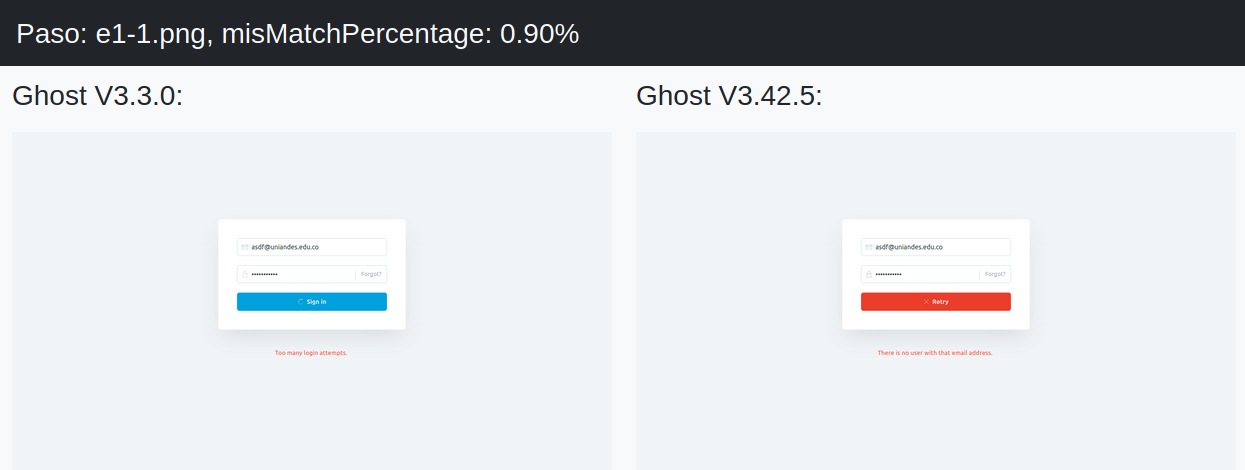 Paso: e1-1.png, misMatchPercentage: 0.90%
Ghost V3.3.0:
asdf@uniandes.edu.co
•••••••••••
Forgot?
Sign in
Too many login attempts.
Ghost V3.42.5:
asdf@uniandes.edu.co
•••••••••••
Forgot?
Retry
There is no user with that email address.